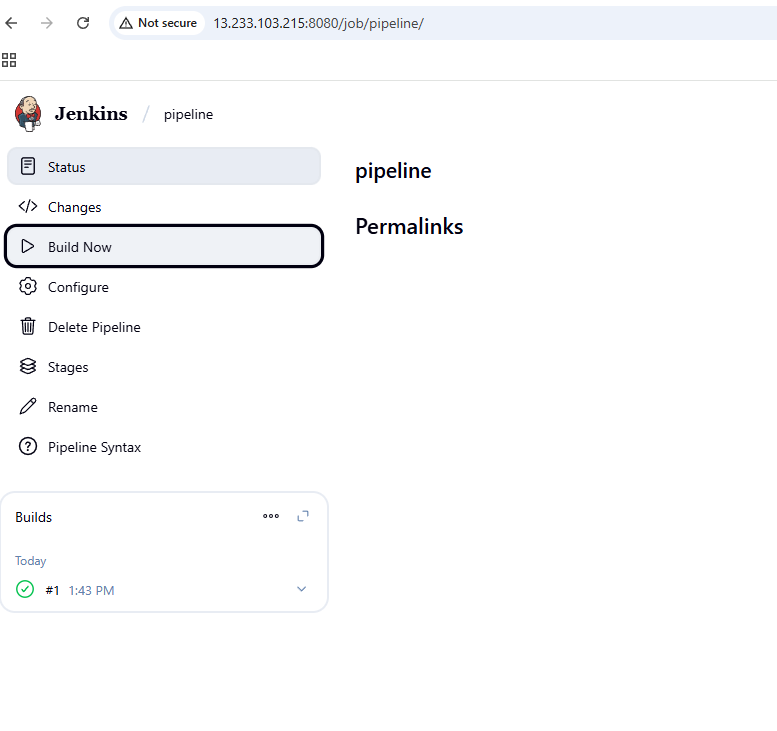 Not secure 13.233.103.215:8080/job/pipeline/
Jenkins / pipeline
Status
Changes
Build Now
Configure
Delete Pipeline
Stages
Rename
Pipeline Syntax
pipeline
Permalinks
Builds
Today
#1 1:43 PM